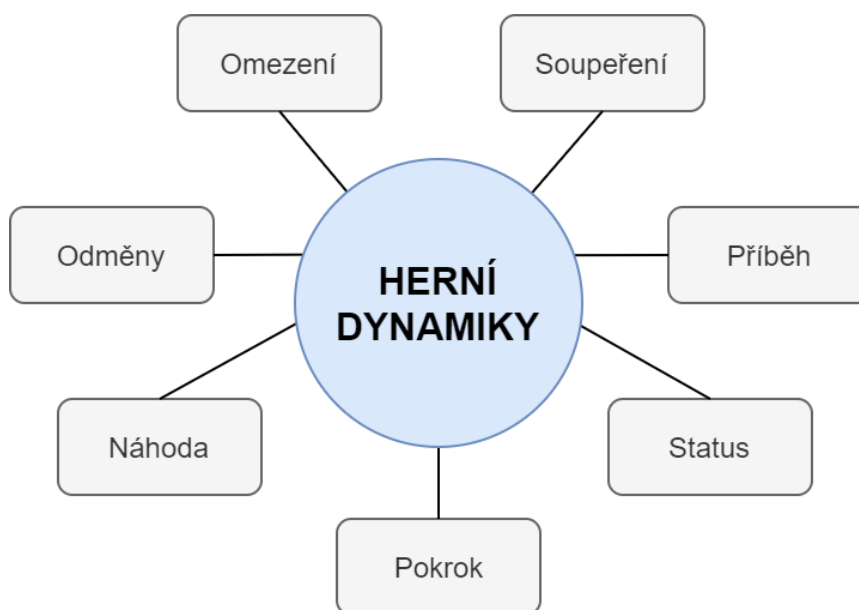 Omezení
Soupeření
Odměny
HERNÍ
DYNAMIKY
Příběh
Náhoda
Status
Pokrok